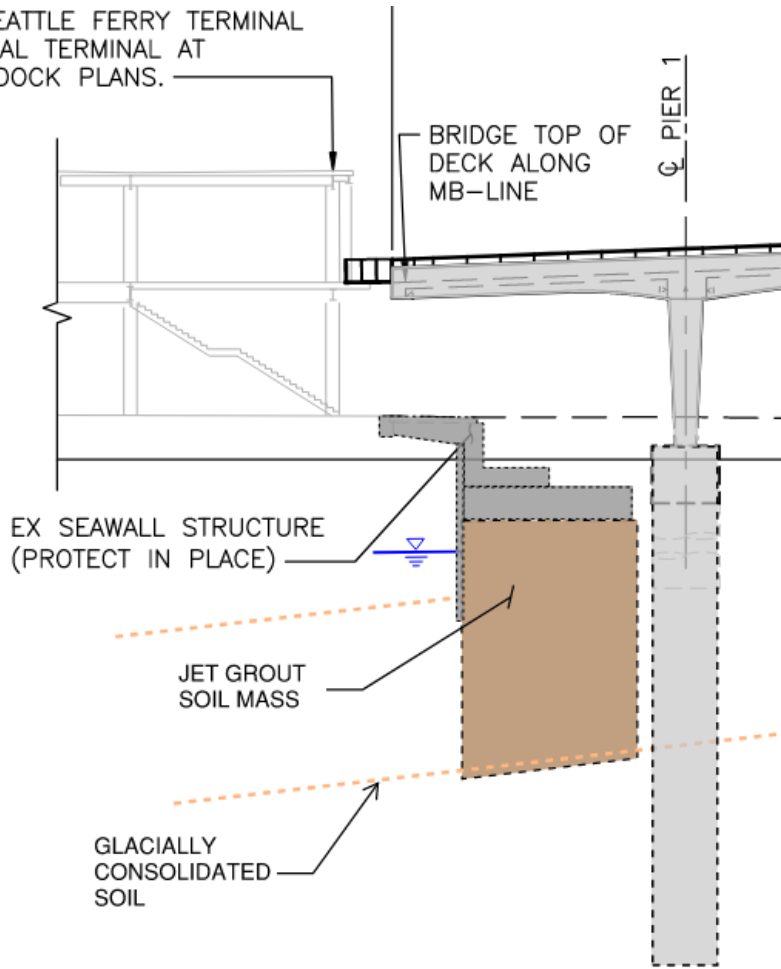 EATTLE FERRY TERMINAL
AL TERMINAL AT
DOCK PLANS.
BRIDGE TOP OF
DECK ALONG
MB-LINE
℄ PIER 1
EX SEAWALL STRUCTURE
(PROTECT IN PLACE)
JET GROUT
SOIL MASS
GLACIALLY
CONSOLIDATED
SOIL